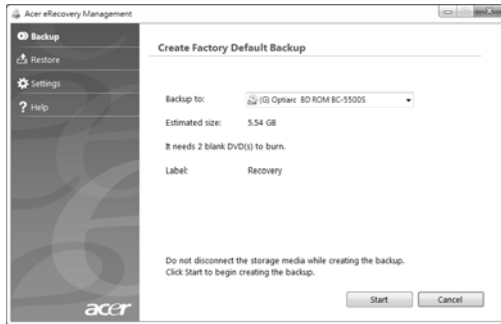 Acer eRecovery Management
Backup
Restore
Settings
? Help
Create Factory Default Backup
Backup to: (G) Optiarc BD ROM BC-5500S
Estimated size: 5.54 GB
It needs 2 blank DVD(s) to burn.
Label: Recovery
Do not disconnect the storage media while creating the backup.
Click Start to begin creating the backup.
Start Cancel
acer